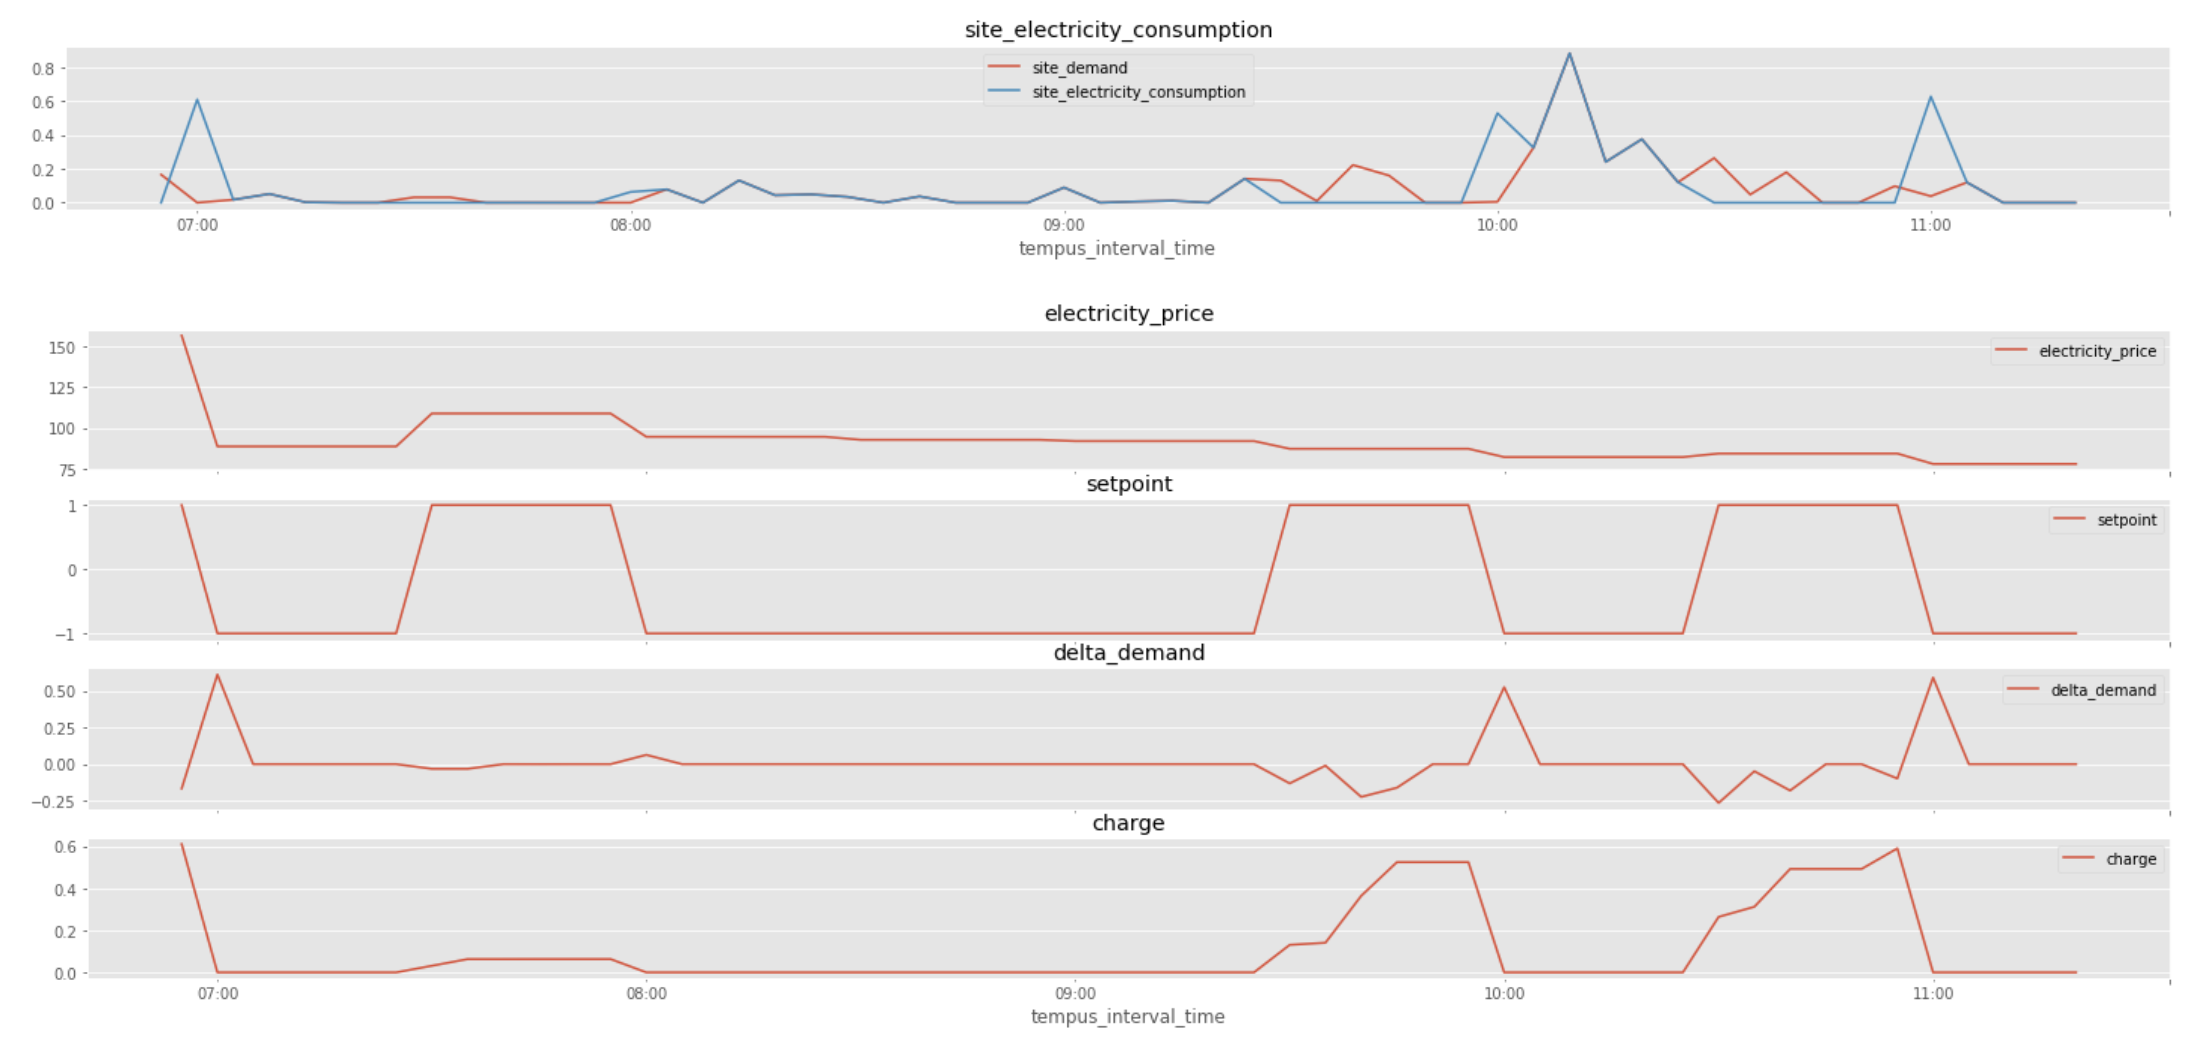 site_electricity_consumption
site_demand
site_electricity_consumption
0.8
0.6
0.4
0.2
0.0
07:00 08:00 09:00 10:00 11:00
tempus_interval_time
electricity_price
electricity_price
150
125
100
75
setpoint
setpoint
1
0
−1
delta_demand
delta_demand
0.50
0.25
0.00
−0.25
charge
charge
0.6
0.4
0.2
0.0
07:00 08:00 09:00 10:00 11:00
tempus_interval_time